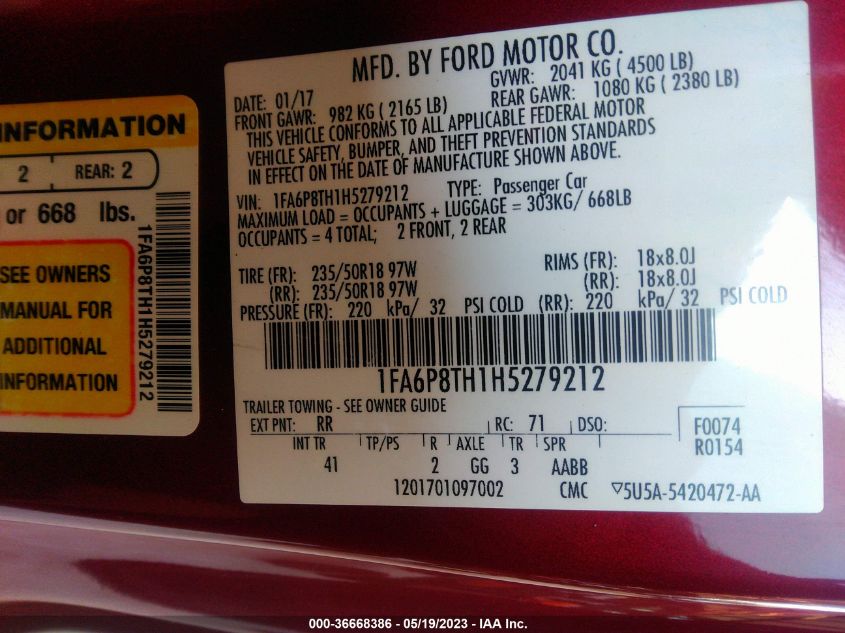 INFORMATION
2 REAR: 2
or 668 lbs.
SEE OWNERS
MANUAL FOR
ADDITIONAL
INFORMATION
1FA6P8TH1H5279212
MFD. BY FORD MOTOR CO.
DATE: 01/17 GVWR: 2041 KG ( 4500 LB)
FRONT GAWR: 982 KG ( 2165 LB) REAR GAWR: 1080 KG ( 2380 LB)
THIS VEHICLE CONFORMS TO ALL APPLICABLE FEDERAL MOTOR
VEHICLE SAFETY, BUMPER, AND THEFT PREVENTION STANDARDS
IN EFFECT ON THE DATE OF MANUFACTURE SHOWN ABOVE.
VIN: 1FA6P8TH1H5279212 TYPE: Passenger Car
MAXIMUM LOAD = OCCUPANTS + LUGGAGE = 303KG/ 668LB
OCCUPANTS = 4 TOTAL; 2 FRONT, 2 REAR
TIRE (FR): 235/50R18 97W RIMS (FR): 18x8.0J
(RR): 235/50R18 97W (RR): 18x8.0J
PRESSURE (FR): 220 kPa/ 32 PSI COLD (RR): 220 kPa/ 32 PSI COLD
1FA6P8TH1H5279212
TRAILER TOWING - SEE OWNER GUIDE
EXT PNT: RR RC: 71 DSO: F0074
INT TR TP/PS R AXLE TR SPR R0154
41 2 GG 3 AABB
1201701097002 CMC ▽5U5A-5420472-AA
000-36668386 - 05/19/2023 - IAA Inc.